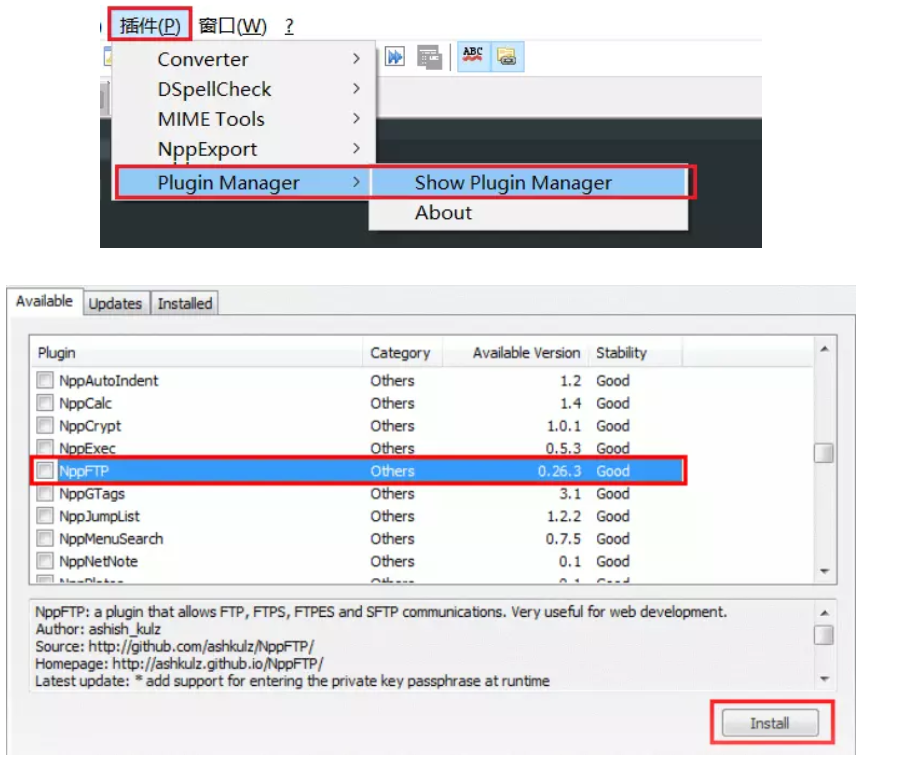 插件(P) 窗口(W) ?
Converter
DSpellCheck
MIME Tools
NppExport
Plugin Manager Show Plugin Manager
About
ABC
Available Updates Installed
Plugin Category Available Version Stability
NppAutoIndent Others 1.2 Good
NppCalc Others 1.4 Good
NppCrypt Others 1.0.1 Good
NppExec Others 0.5.3 Good
NppFTP Others 0.26.3 Good
NppGTags Others 3.1 Good
NppJumpList Others 1.2.2 Good
NppMenuSearch Others 0.7.5 Good
NppNetNote Others 0.1 Good
NppFTP: a plugin that allows FTP, FTPS, FTPES and SFTP communications. Very useful for web development.
Author: ashish_kulz
Source: http://github.com/ashkulz/NppFTP/
Homepage: http://ashkulz.github.io/NppFTP/
Latest update: * add support for entering the private key passphrase at runtime
Install